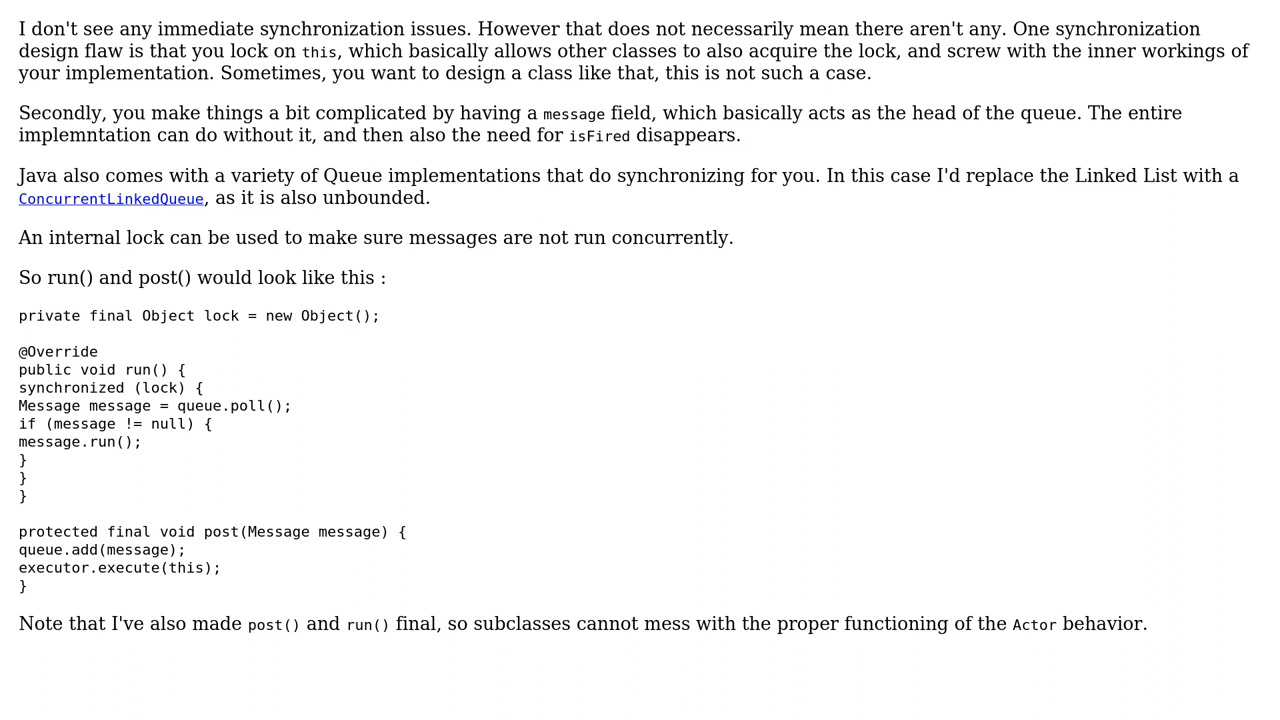 I don't see any immediate synchronization issues. However that does not necessarily mean there aren't any. One synchronization
design flaw is that you lock on this, which basically allows other classes to also acquire the lock, and screw with the inner workings of
your implementation. Sometimes, you want to design a class like that, this is not such a case.
Secondly, you make things a bit complicated by having a message field, which basically acts as the head of the queue. The entire
implemntation can do without it, and then also the need for isFired disappears.
Java also comes with a variety of Queue implementations that do synchronizing for you. In this case I'd replace the Linked List with a
ConcurrentLinkedQueue, as it is also unbounded.
An internal lock can be used to make sure messages are not run concurrently.
So run() and post() would look like this :
private final Object lock = new Object();
@Override
public void run() {
synchronized (lock) {
Message message = queue.poll();
if (message != null) {
message.run();
}
}
}
protected final void post(Message message) {
queue.add(message);
executor.execute(this);
}
Note that I've also made post() and run() final, so subclasses cannot mess with the proper functioning of the Actor behavior.